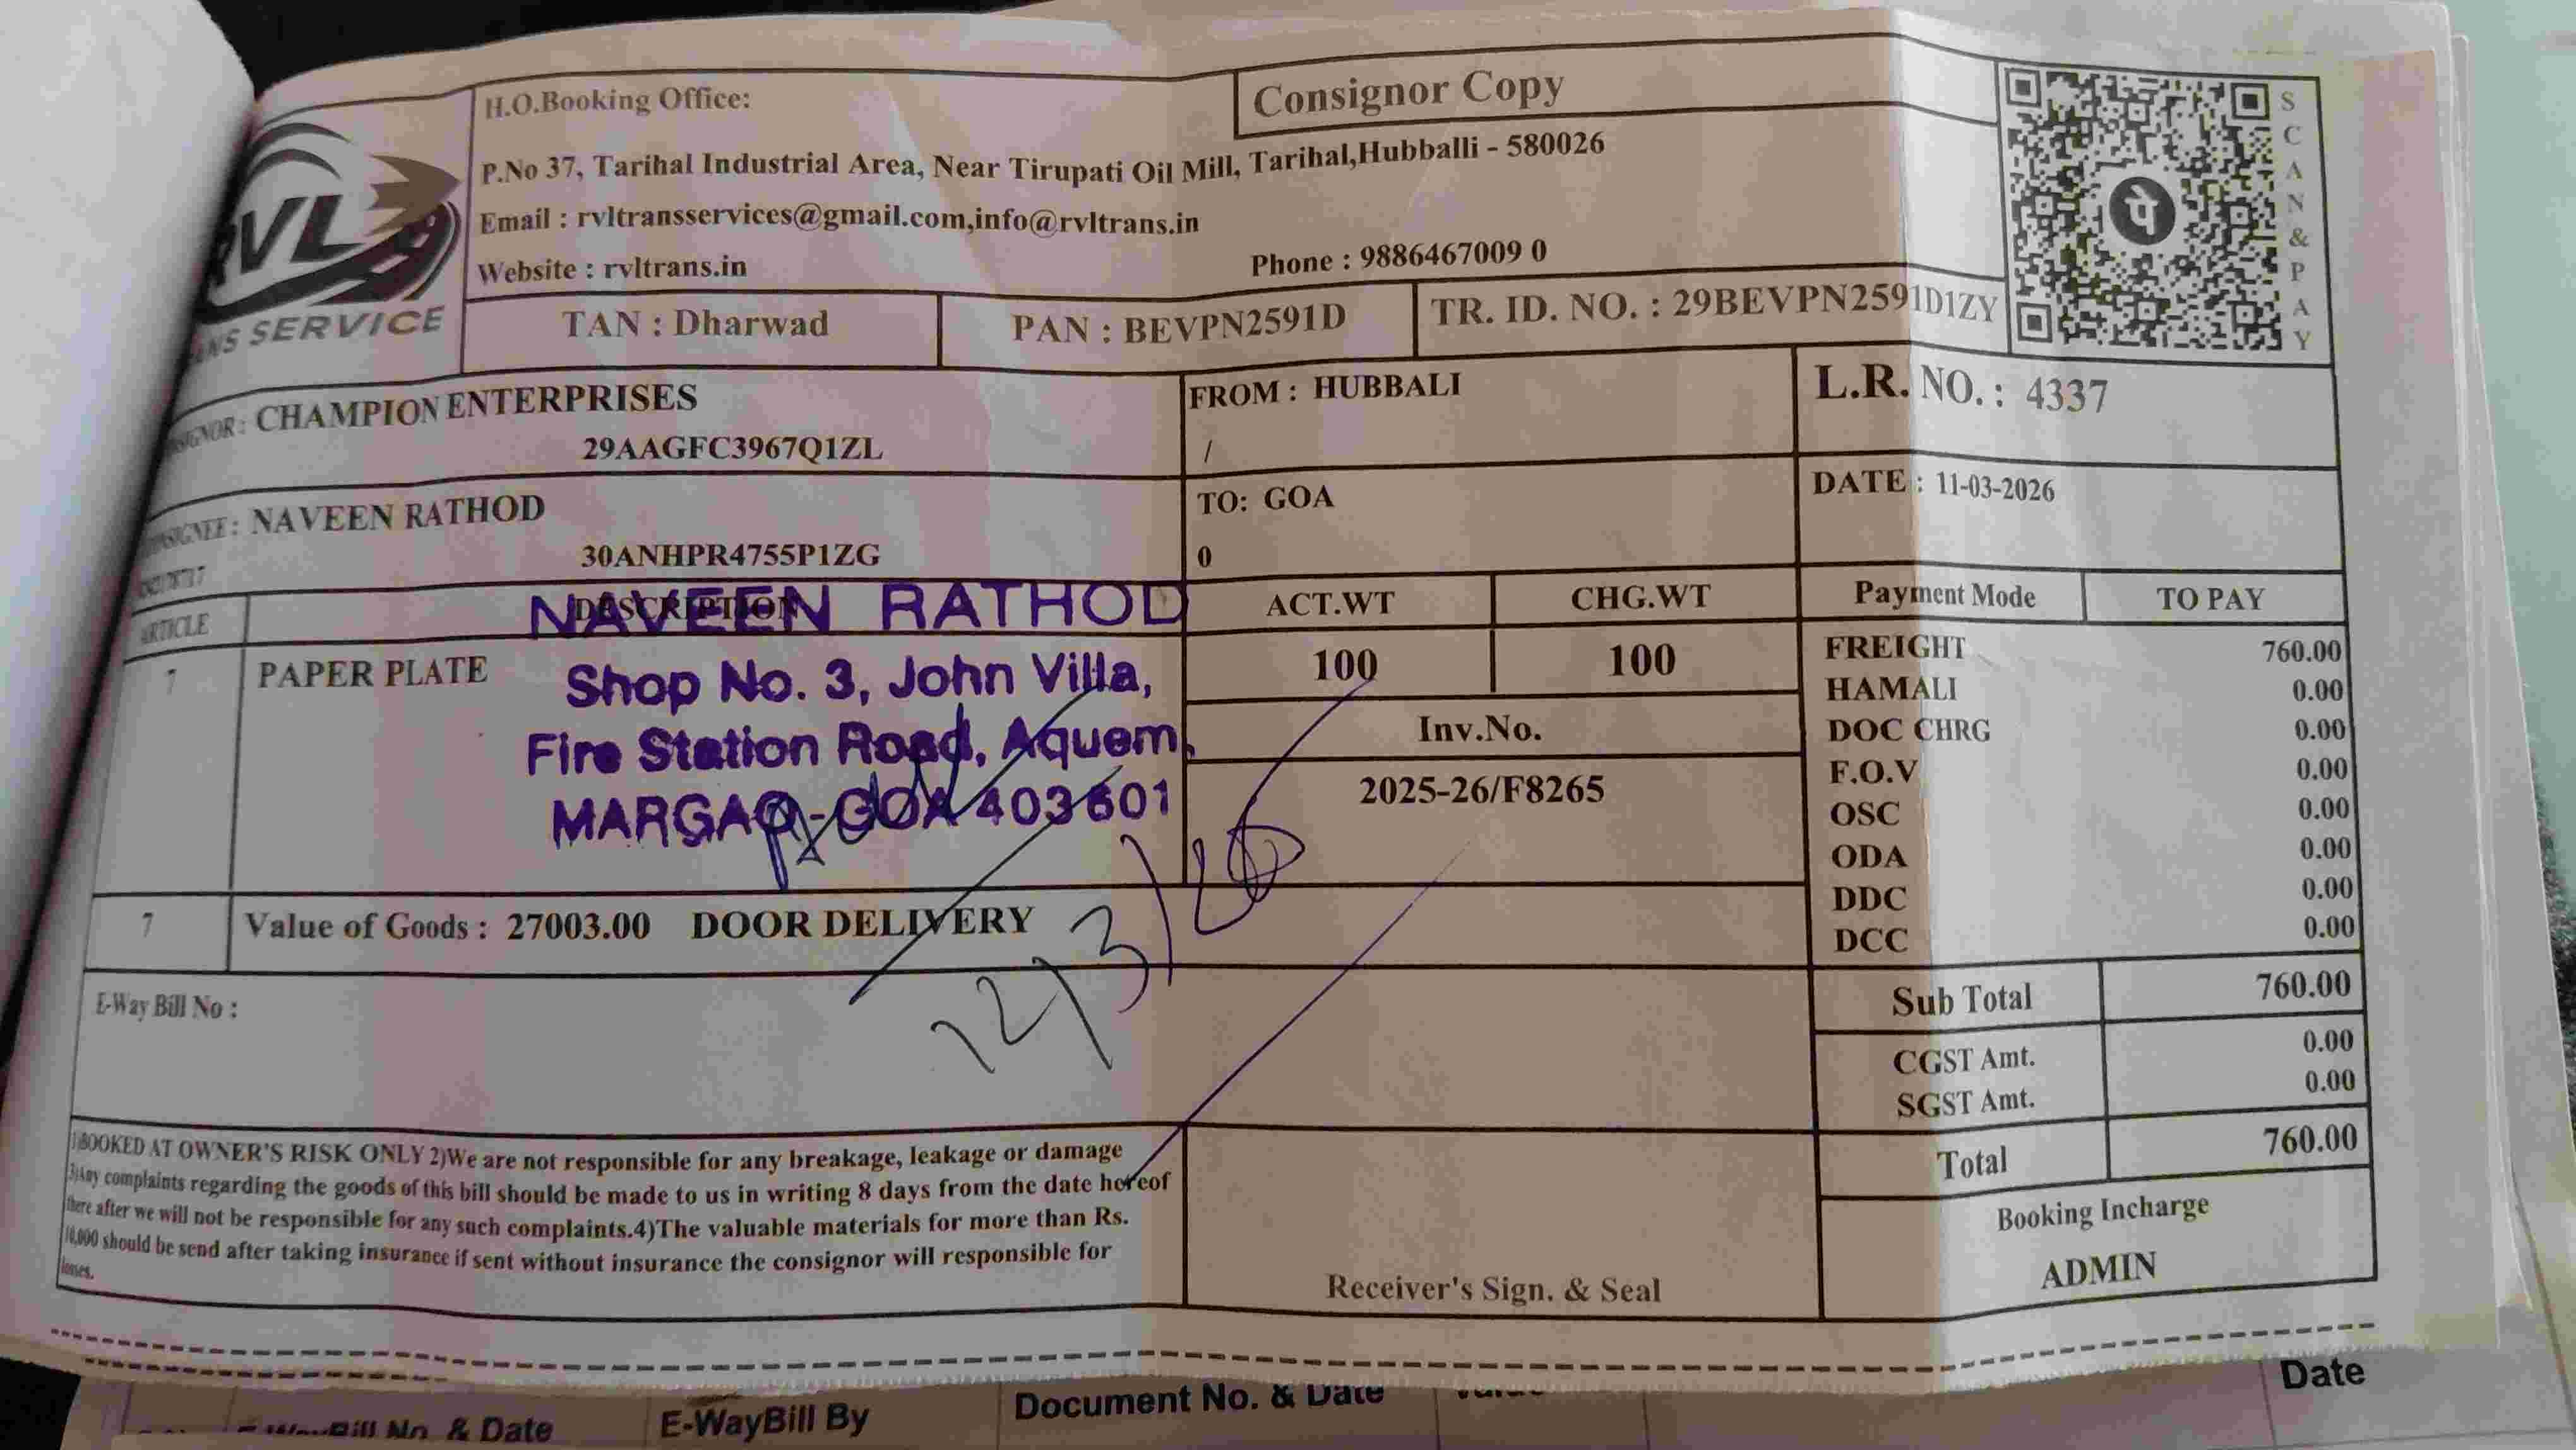 H.O.Booking Office:
Consignor Copy
P.No 37, Tarihal Industrial Area, Near Tirupati Oil Mill, Tarihal,Hubballi - 580026
Email : rvltransservices@gmail.com,info@rvltrans.in
Website : rvltrans.in
Phone : 9886467009 0
SCAN & PAY
पे
RVL
SERVICE
TAN : Dharwad
PAN : BEVPN2591D
TR. ID. NO. : 29BEVPN2591D1ZY
CHAMPION ENTERPRISES
29AAGFC3967Q1ZL
FROM : HUBBALI
/
L.R. NO. : 4337
NAVEEN RATHOD
30ANHPR4755P1ZG
TO: GOA
0
DATE : 11-03-2026
ARTICLE
DESCRIPTION
ACT.WT
CHG.WT
Payment Mode
TO PAY
7
PAPER PLATE
100
100
NAVEEN RATHOD
Shop No. 3, John Villa,
Fire Station Road, Aquem,
MARGAO-GOA 403 601
Inv.No.
2025-26/F8265
FREIGHT 760.00
HAMALI 0.00
DOC CHRG 0.00
F.O.V 0.00
OSC 0.00
ODA 0.00
DDC 0.00
DCC 0.00
7
Value of Goods : 27003.00 DOOR DELIVERY
12/3/26
E-Way Bill No :
Sub Total 760.00
CGST Amt. 0.00
SGST Amt. 0.00
Total 760.00
1)BOOKED AT OWNER'S RISK ONLY 2)We are not responsible for any breakage, leakage or damage
3)Any complaints regarding the goods of this bill should be made to us in writing 8 days from the date hereof
there after we will not be responsible for any such complaints.4)The valuable materials for more than Rs.
10,000 should be send after taking insurance if sent without insurance the consignor will responsible for
losses.
Receiver's Sign. & Seal
Booking Incharge
ADMIN
Bill No. & Date
E-WayBill By
Document No. & Date
Date